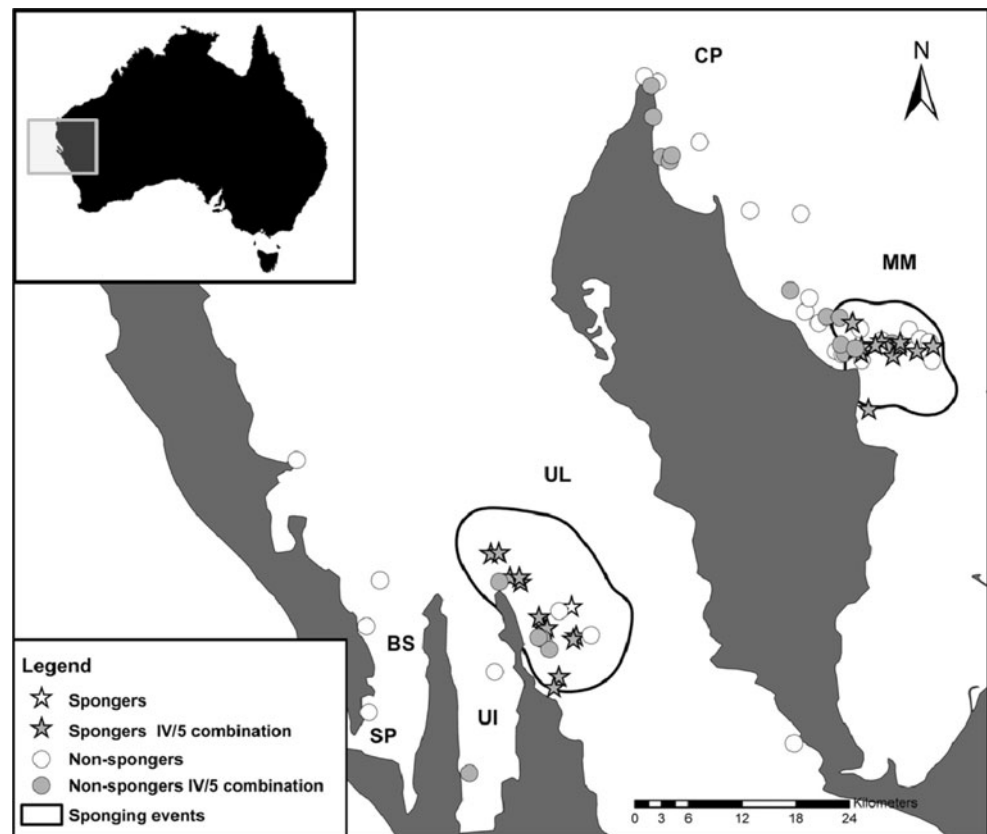 CP
N
MM
UL
BS
UI
SP
Legend
Spongers
Spongers IV/5 combination
Non-spongers
Non-spongers IV/5 combination
Sponging events
0 3 6 12 18 24 Kilometers